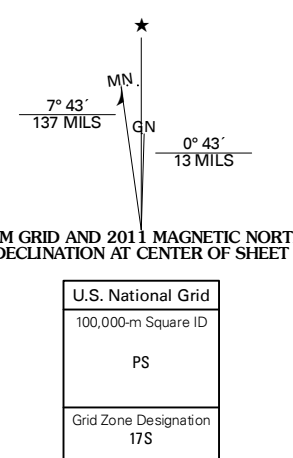 ★
MN
7° 43´
137 MILS
GN
0° 43´
13 MILS
M GRID AND 2011 MAGNETIC NORT
DECLINATION AT CENTER OF SHEET
U.S. National Grid
100,000-m Square ID
PS
Grid Zone Designation
17S